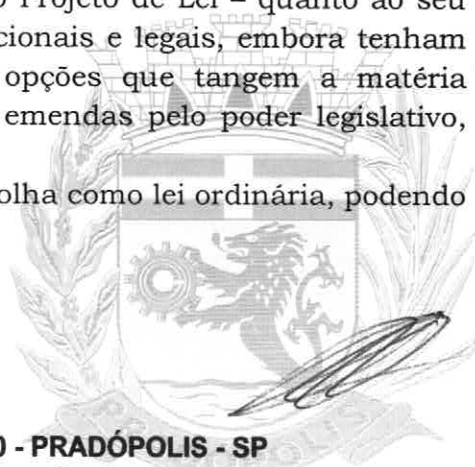 o Projeto de Lei – quanto ao seu
cionais e legais, embora tenham
opções que tangem a matéria
emendas pelo poder legislativo,
olha como lei ordinária, podendo
0 - PRADÓPOLIS - SP